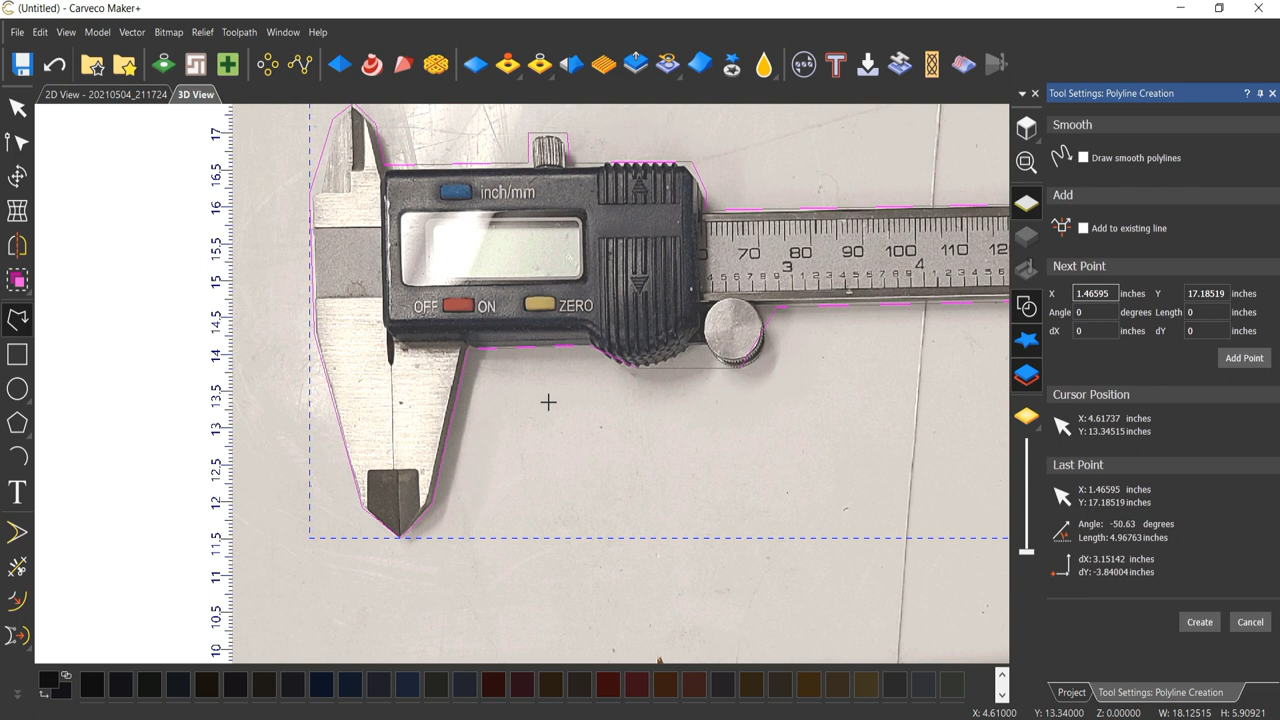 (Untitled) - Carveco Maker+
File Edit View Model Vector Bitmap Relief Toolpath Window Help
2D View - 20210504_211724 3D View
Tool Settings: Polyline Creation
Smooth
Draw smooth polylines
Add
Add to existing line
Next Point
X 1.46595 inches Y 17.18519 inches
Angle 0 degrees Length 0 inches
dX 0 inches dY 0 inches
Add Point
Cursor Position
X: 4.61737 inches
Y: 13.34515 inches
Last Point
X: 1.46595 inches
Y: 17.18519 inches
Angle: -50.63 degrees
Length: 4.96763 inches
dX: 3.15142 inches
dY: -3.84004 inches
Create Cancel
Project Tool Settings: Polyline Creation
X: 4.61000 Y: 13.34000 Z: 0.00000 W: 18.12515 H: 5.90921
17
16,5
16
15,5
15
14,5
14
13,5
13
12,5
12
11,5
11
10,5
10
inch/mm
OFF ON ZERO
0 70 80 90 100 110 12
3 4